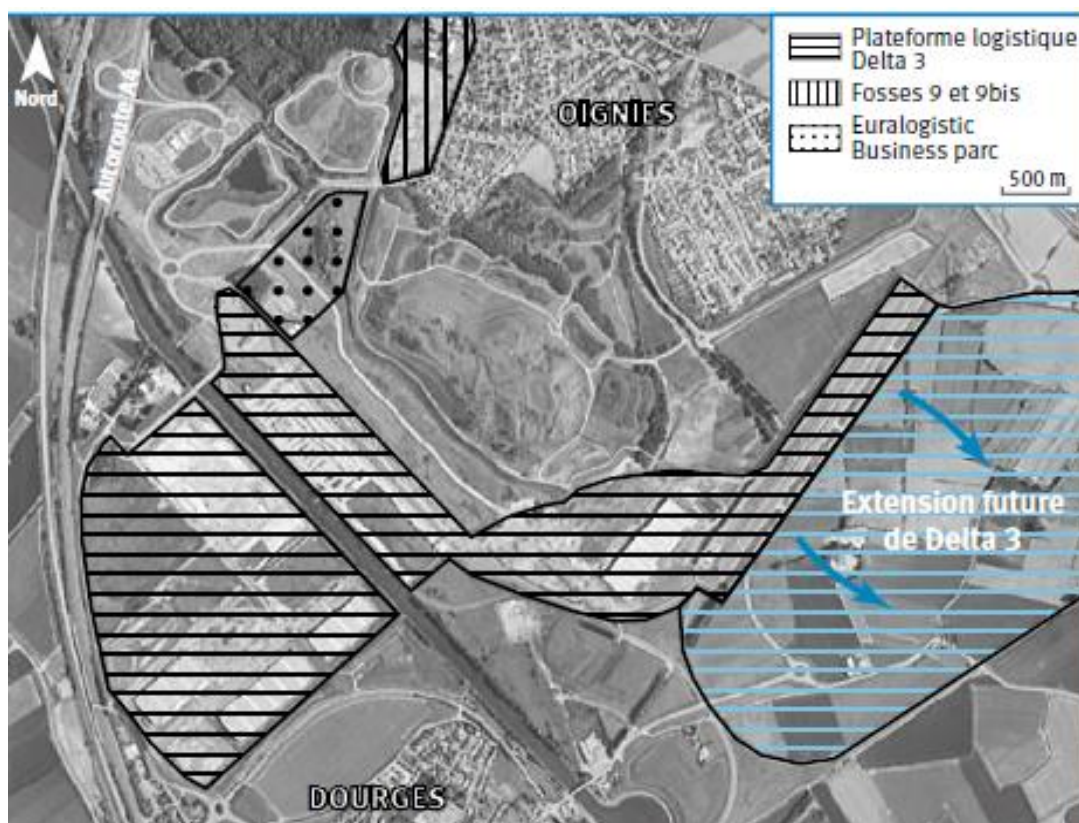 Nord
Autoroute A1
OIGNIES
Plateforme logistique
Delta 3
Fosses 9 et 9bis
Euralogistic
Business parc
500 m
Extension future
de Delta 3
DOURGES